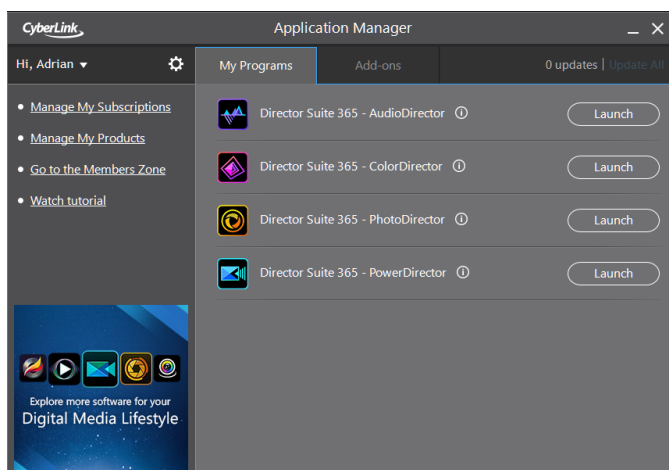 CyberLink
Application Manager
Hi, Adrian
My Programs
Add-ons
0 updates | Update All
Manage My Subscriptions
Manage My Products
Go to the Members Zone
Watch tutorial
Director Suite 365 - AudioDirector
Launch
Director Suite 365 - ColorDirector
Launch
Director Suite 365 - PhotoDirector
Launch
Director Suite 365 - PowerDirector
Launch
Explore more software for your
Digital Media Lifestyle